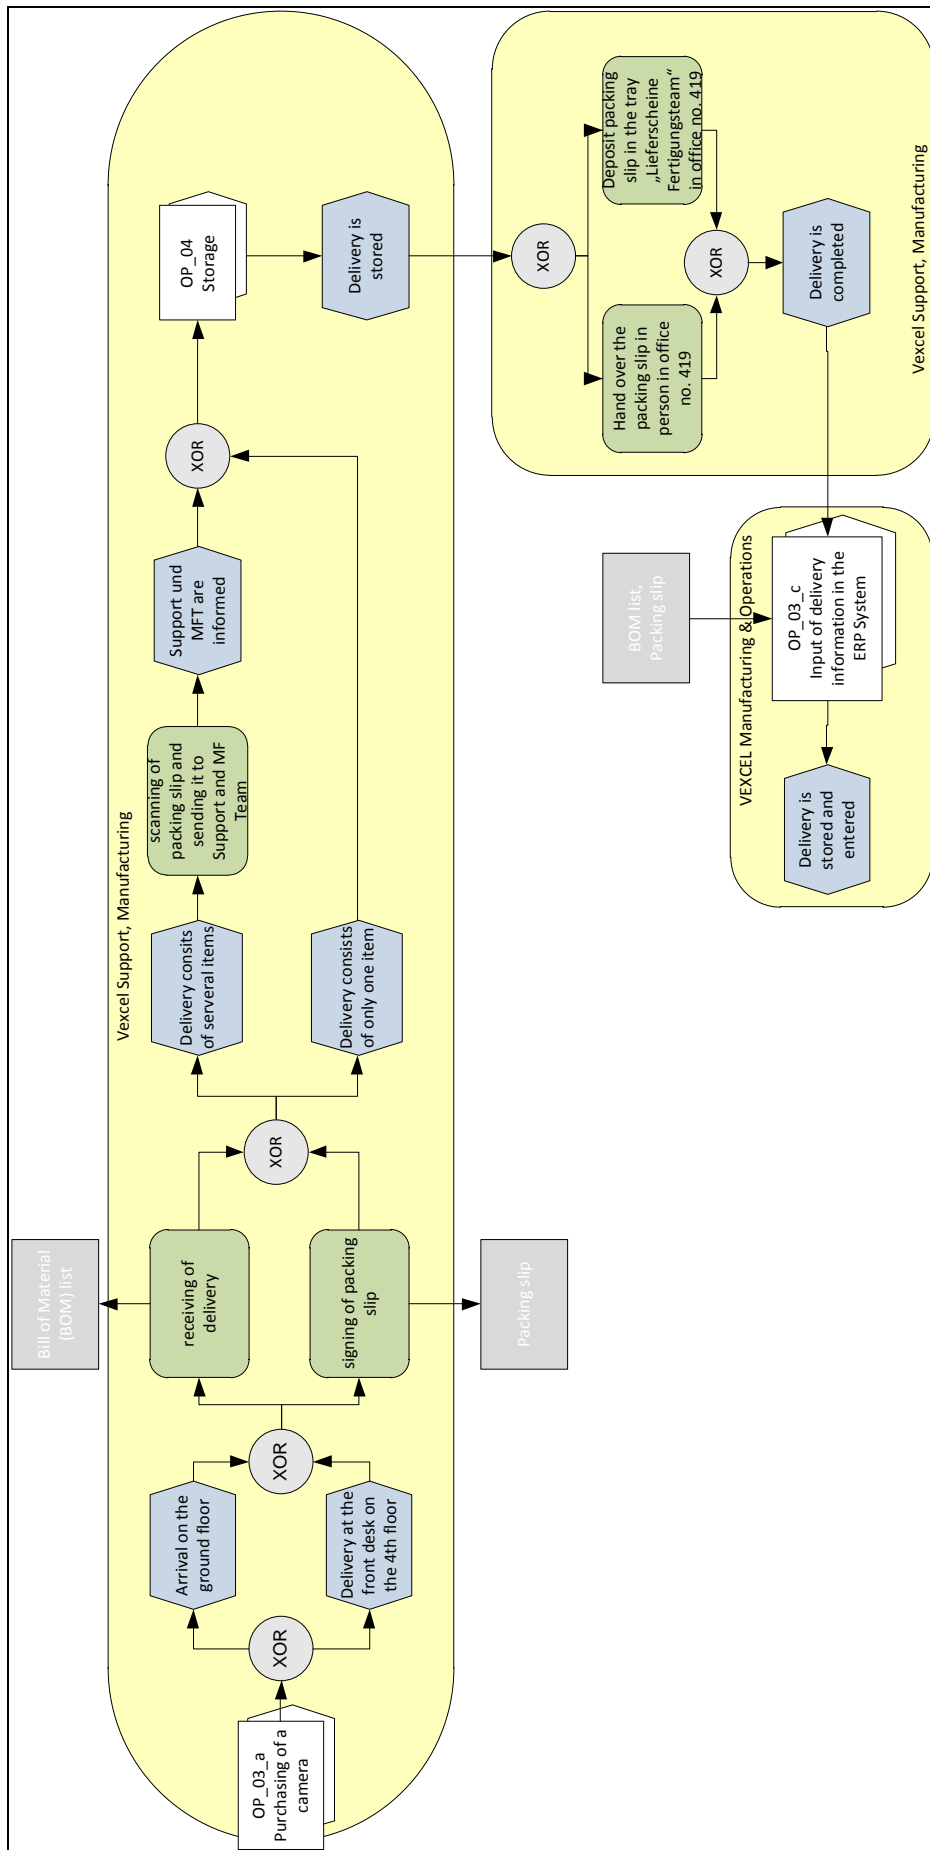 OP_03_a
Purchasing of a
camera
XOR
Arrival on the
ground floor
Delivery at the
front desk on
the 4th floor
XOR
Bill of Material
(BOM) list
receiving of
delivery
signing of packing
slip
Packing slip
XOR
Vexcel Support, Manufacturing
Delivery consits
of serveral items
Delivery consists
of only one item
scanning of
packing slip and
sending it to
Support and MF
Team
Support und
MFT are
informed
XOR
OP_04
Storage
Delivery is
stored
XOR
Deposit packing
slip in the tray
„Lieferscheine
Fertigungsteam“
in office no. 419
Hand over the
packing slip in
person in office
no. 419
XOR
Delivery is
completed
Vexcel Support, Manufacturing
BOM list,
Packing slip
VEXCEL Manufacturing & Operations
OP_03_c
Input of delivery
information in the
ERP System
Delivery is
stored and
entered